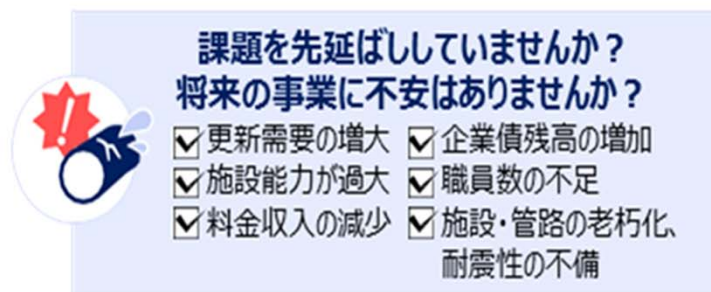 課題を先延ばししていませんか？
将来の事業に不安はありませんか？
更新需要の増大
企業債残高の増加
施設能力が過大
職員数の不足
料金収入の減少
施設・管路の老朽化、
耐震性の不備